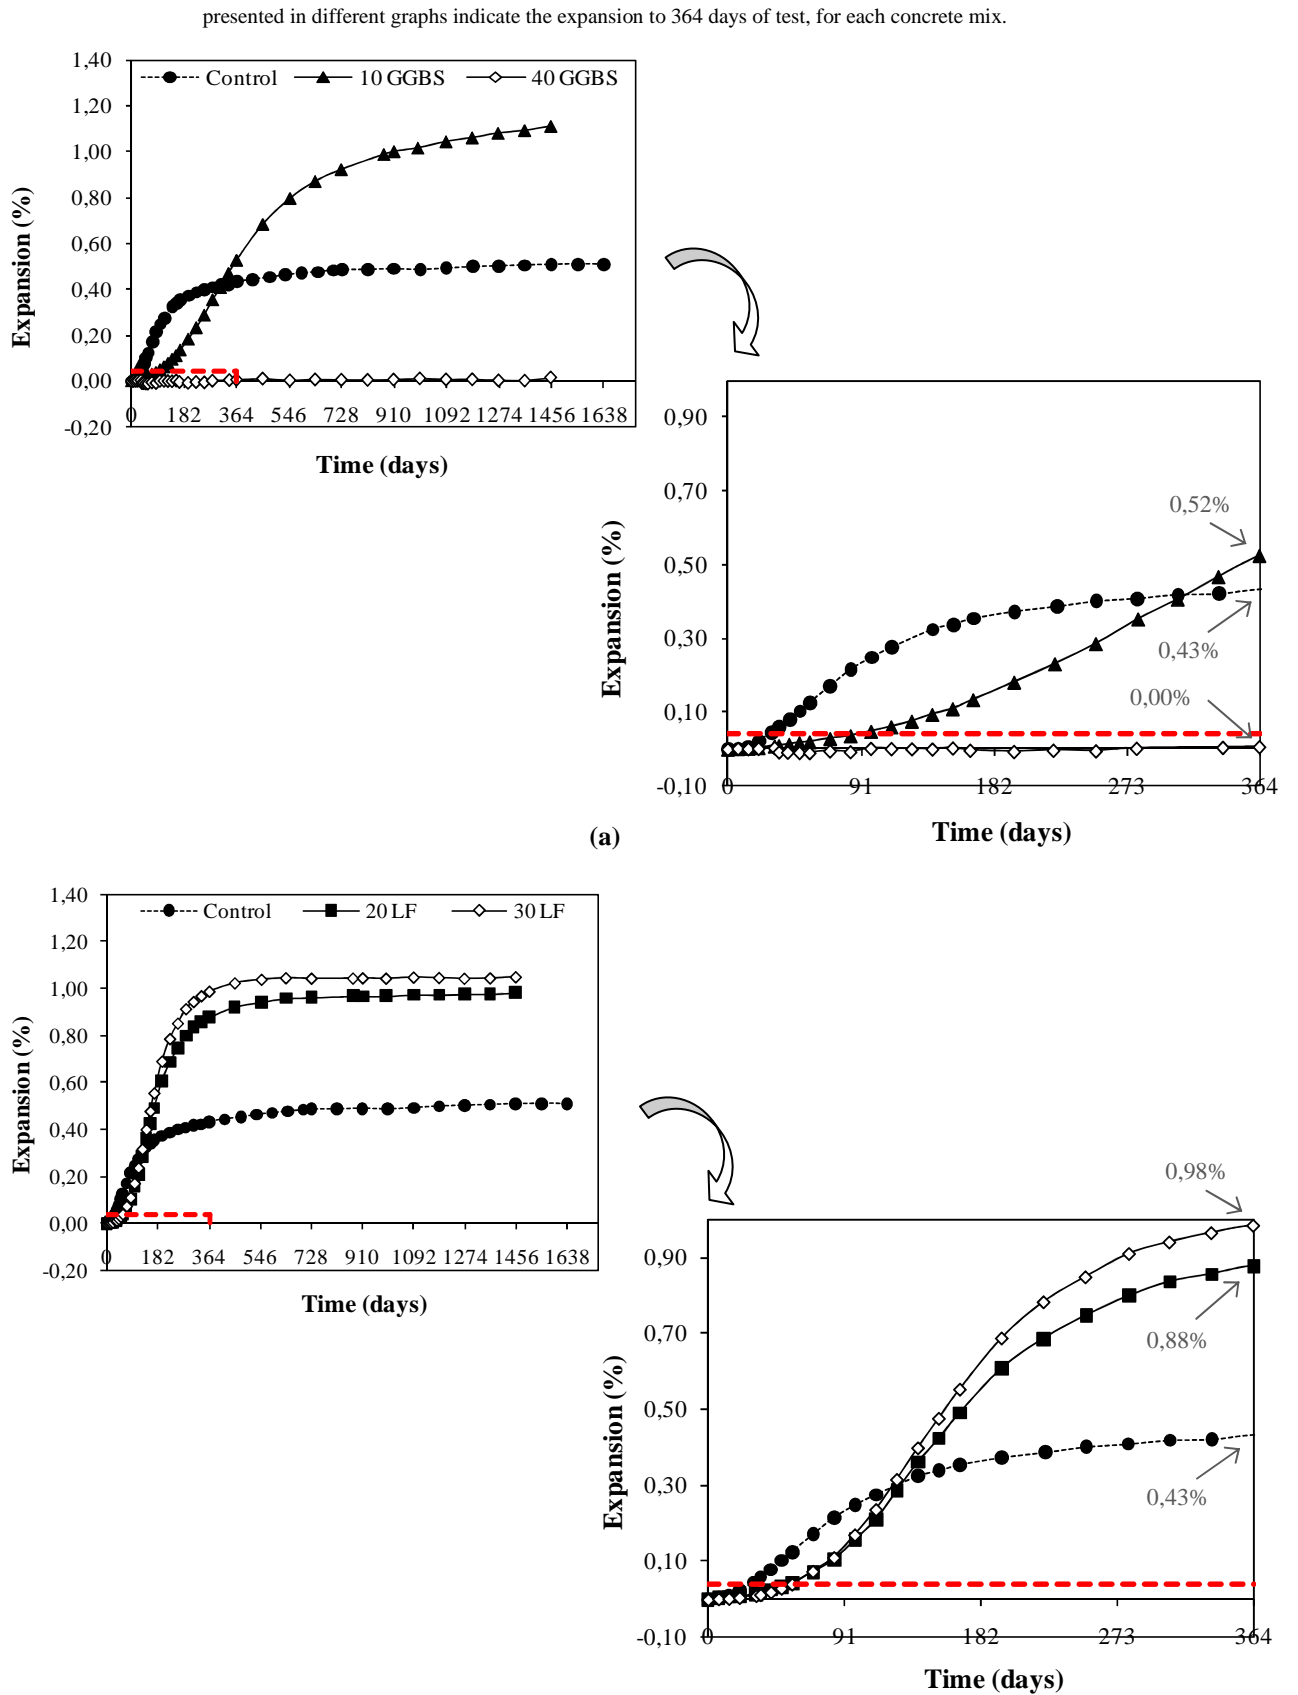 presented in different graphs indicate the expansion to 364 days of test, for each concrete mix.
1,40
1,20
1,00
0,80
0,60
0,40
0,20
0,00
-0,20
Expansion (%)
Control 10 GGBS 40 GGBS
0 182 364 546 728 910 1092 1274 1456 1638
Time (days)
0,90
0,70
0,50
0,30
0,10
-0,10
Expansion (%)
0,52%
0,43%
0,00%
0 91 182 273 364
Time (days)
(a)
1,40
1,20
1,00
0,80
0,60
0,40
0,20
0,00
-0,20
Expansion (%)
Control 20 LF 30 LF
0 182 364 546 728 910 1092 1274 1456 1638
Time (days)
0,98%
0,90
0,70
0,50
0,30
0,10
-0,10
Expansion (%)
0,88%
0,43%
0 91 182 273 364
Time (days)